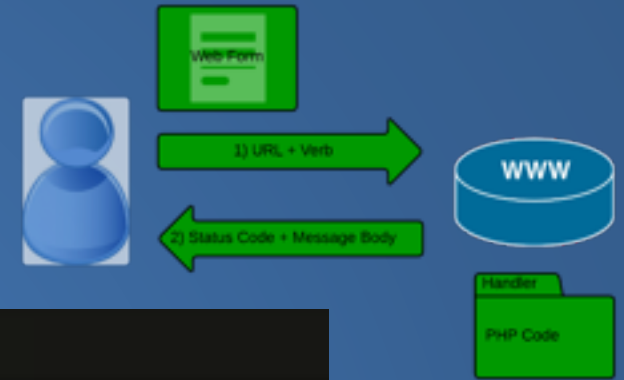 Web Form
1) URL + Verb
WWW
2) Status Code + Message Body
Handler
PHP Code